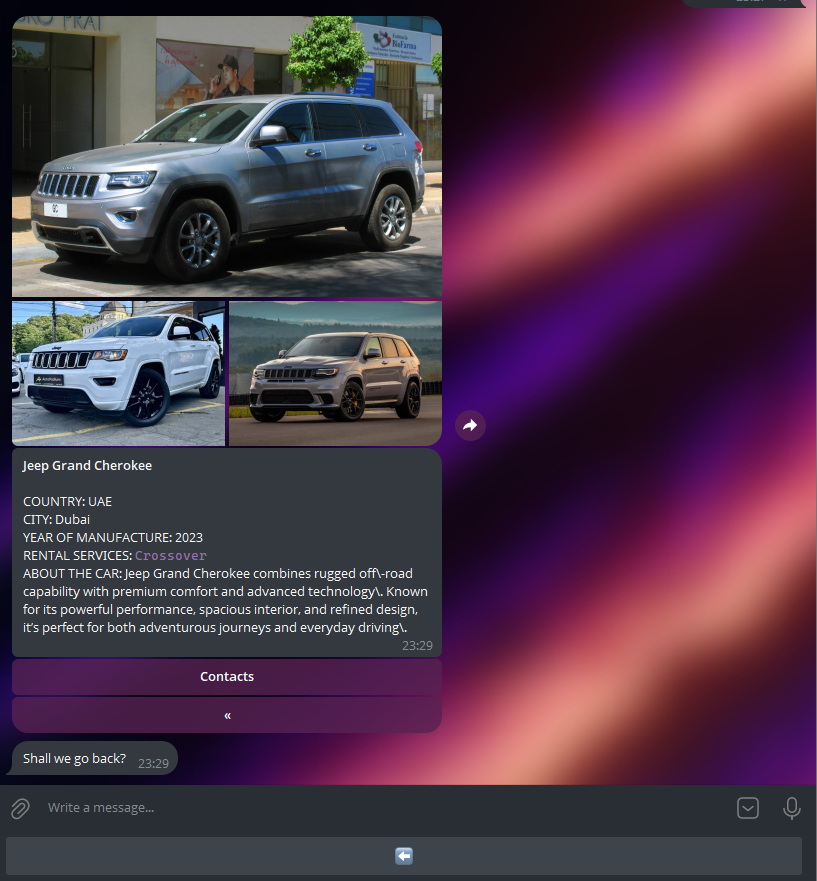 BioFarma
GC
Jeep Grand Cherokee
COUNTRY: UAE
CITY: Dubai
YEAR OF MANUFACTURE: 2023
RENTAL SERVICES: Crossover
ABOUT THE CAR: Jeep Grand Cherokee combines rugged off\-road
capability with premium comfort and advanced technology\. Known
for its powerful performance, spacious interior, and refined design,
it’s perfect for both adventurous journeys and everyday driving\.
23:29
Contacts
«
Shall we go back? 23:29
Write a message...